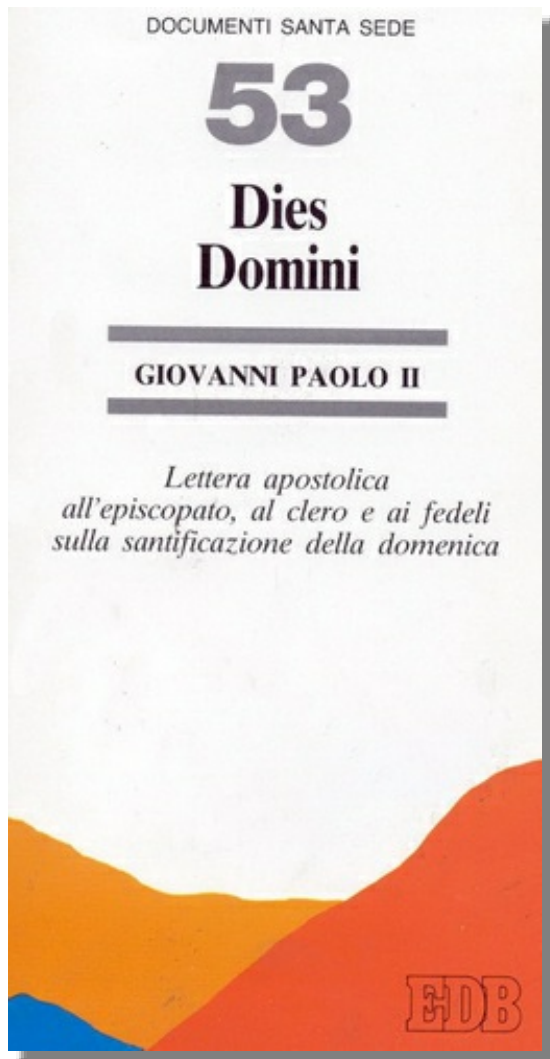 DOCUMENTI SANTA SEDE
53
Dies
Domini
GIOVANNI PAOLO II
Lettera apostolica
all'episcopato, al clero e ai fedeli
sulla santificazione della domenica
EDB